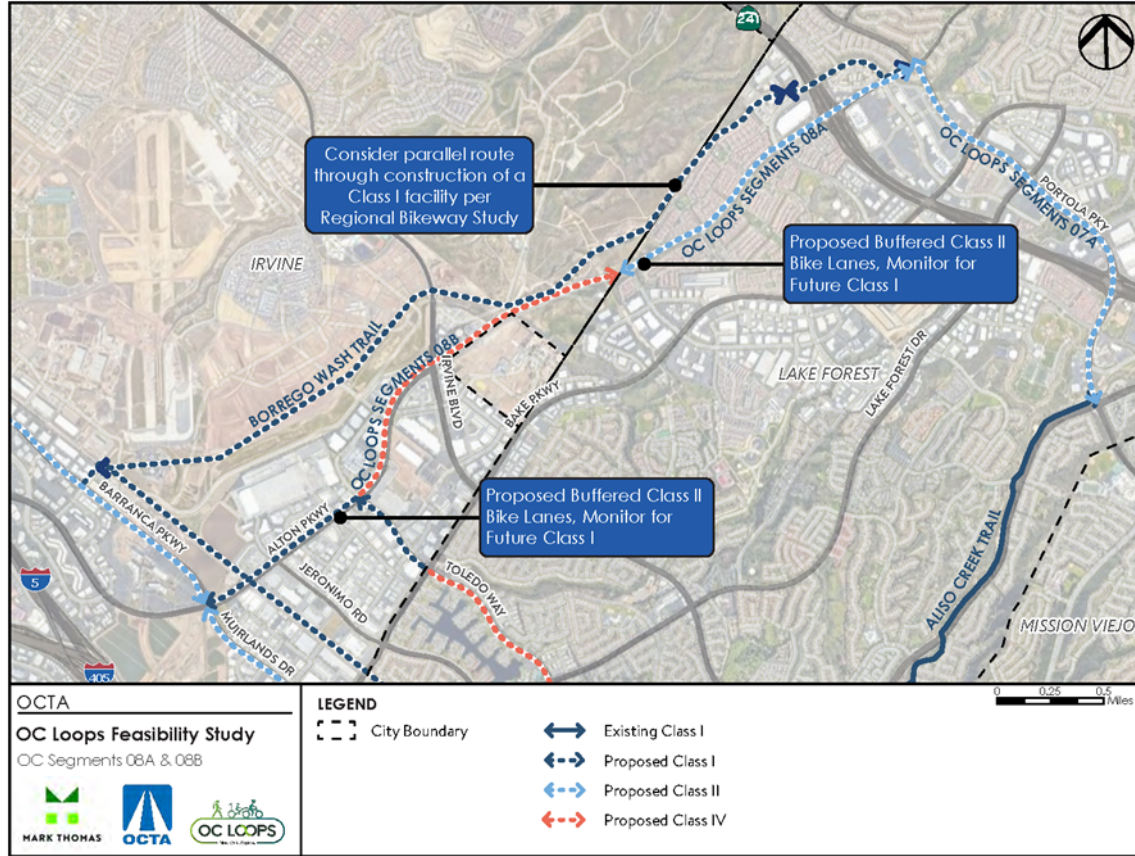 241
Consider parallel route
through construction of a
Class I facility per
Regional Bikeway Study
OC LOOPS SEGMENTS 08A
OC LOOPS SEGMENTS 07A
PORTOLA PKY
IRVINE
Proposed Buffered Class II
Bike Lanes, Monitor for
Future Class I
BORREGO WASH TRAIL
OC LOOPS SEGMENTS 08B
IRVINE BLVD
BAKE PKWY
LAKE FOREST
LAKE FOREST DR
BARRANCA PKWY
ALTON PKWY
Proposed Buffered Class II
Bike Lanes, Monitor for
Future Class I
JERONIMO RD
TOLEDO WAY
ALISO CREEK TRAIL
MISSION VIEJO
5
MUIRLANDS DR
405
OCTA
OC Loops Feasibility Study
OC Segments 08A & 08B
MARK THOMAS
OCTA
OC LOOPS
LEGEND
City Boundary
Existing Class I
Proposed Class I
Proposed Class II
Proposed Class IV
0 0.25 0.5
Miles